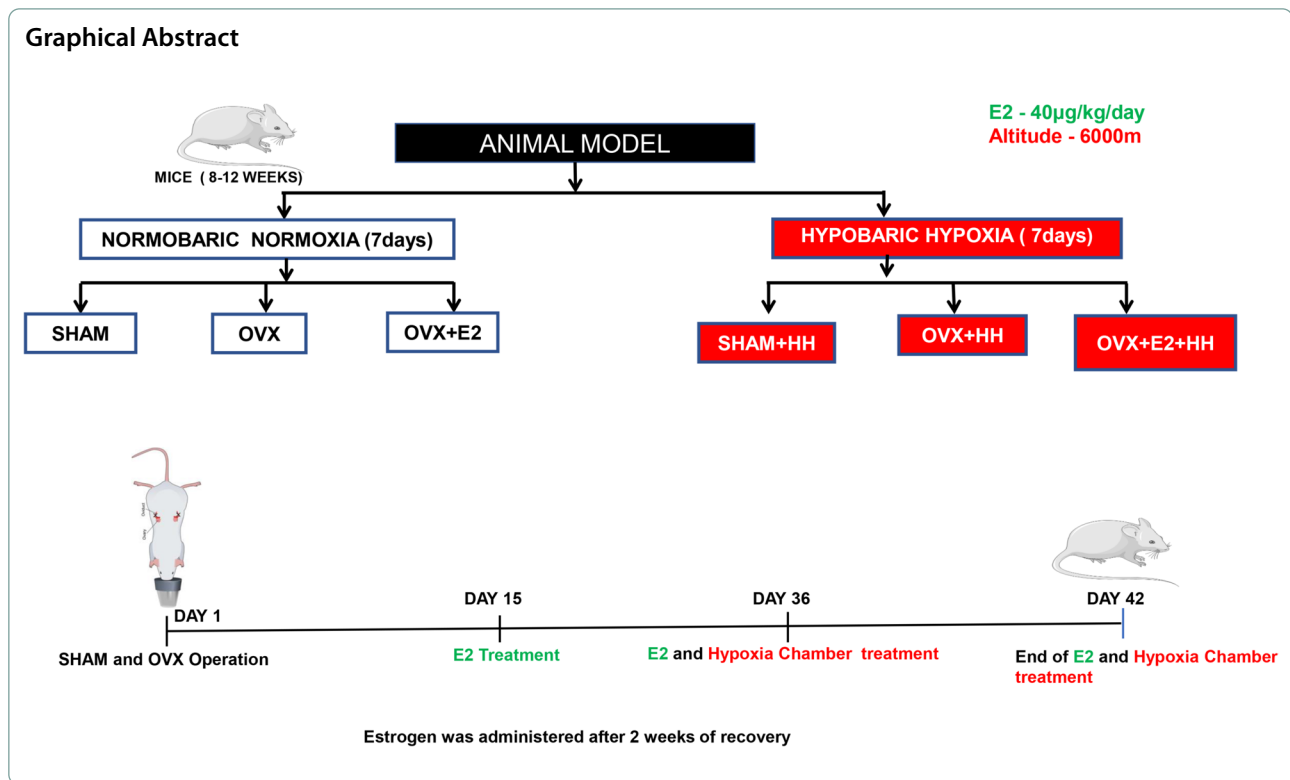 Graphical Abstract
E2 - 40µg/kg/day
Altitude - 6000m
ANIMAL MODEL
MICE ( 8-12 WEEKS)
NORMOBARIC NORMOXIA (7days)
HYPOBARIC HYPOXIA ( 7days)
SHAM
OVX
OVX+E2
SHAM+HH
OVX+HH
OVX+E2+HH
DAY 1
DAY 15
DAY 36
DAY 42
SHAM and OVX Operation
E2 Treatment
E2 and Hypoxia Chamber treatment
End of E2 and Hypoxia Chamber
treatment
Estrogen was administered after 2 weeks of recovery